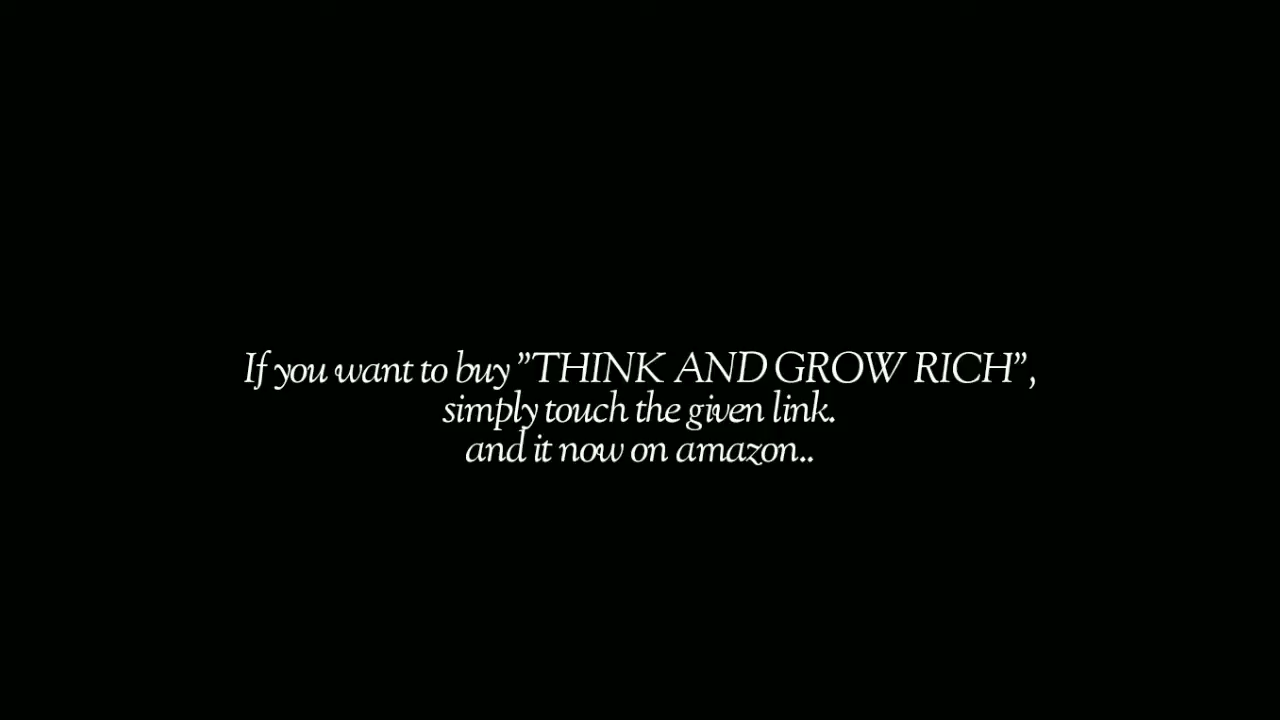 If you want to buy ”THINK AND GROW RICH”,
simply touch the given link.
and it now on amazon..